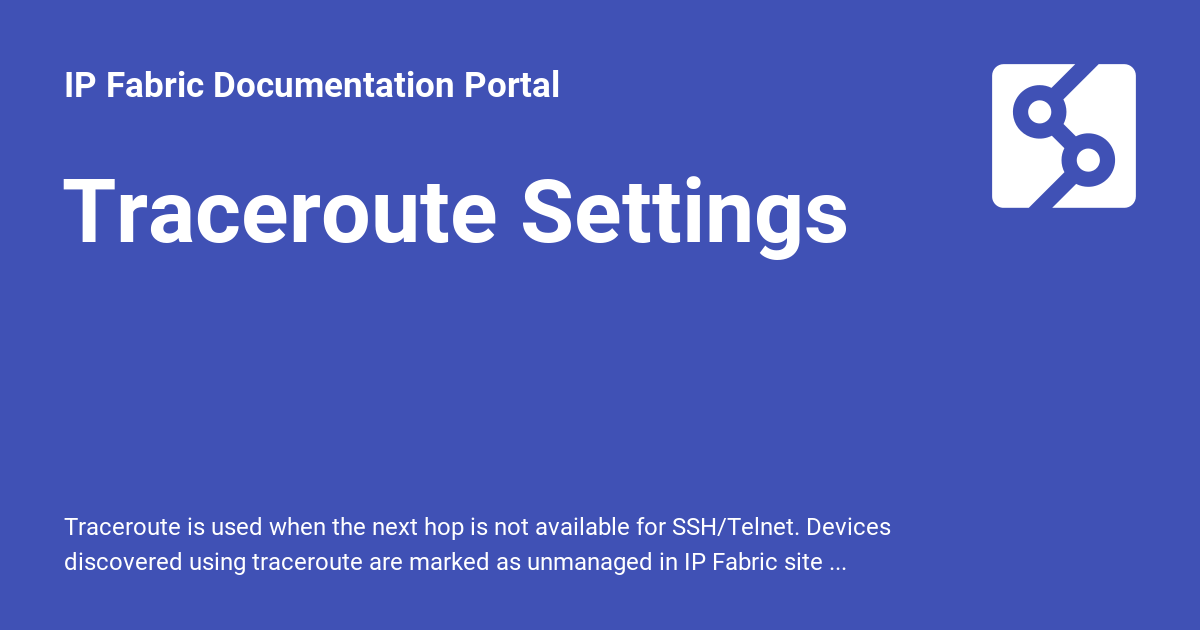 IP Fabric Documentation Portal
Traceroute Settings
Traceroute is used when the next hop is not available for SSH/Telnet. Devices
discovered using traceroute are marked as unmanaged in IP Fabric site ...